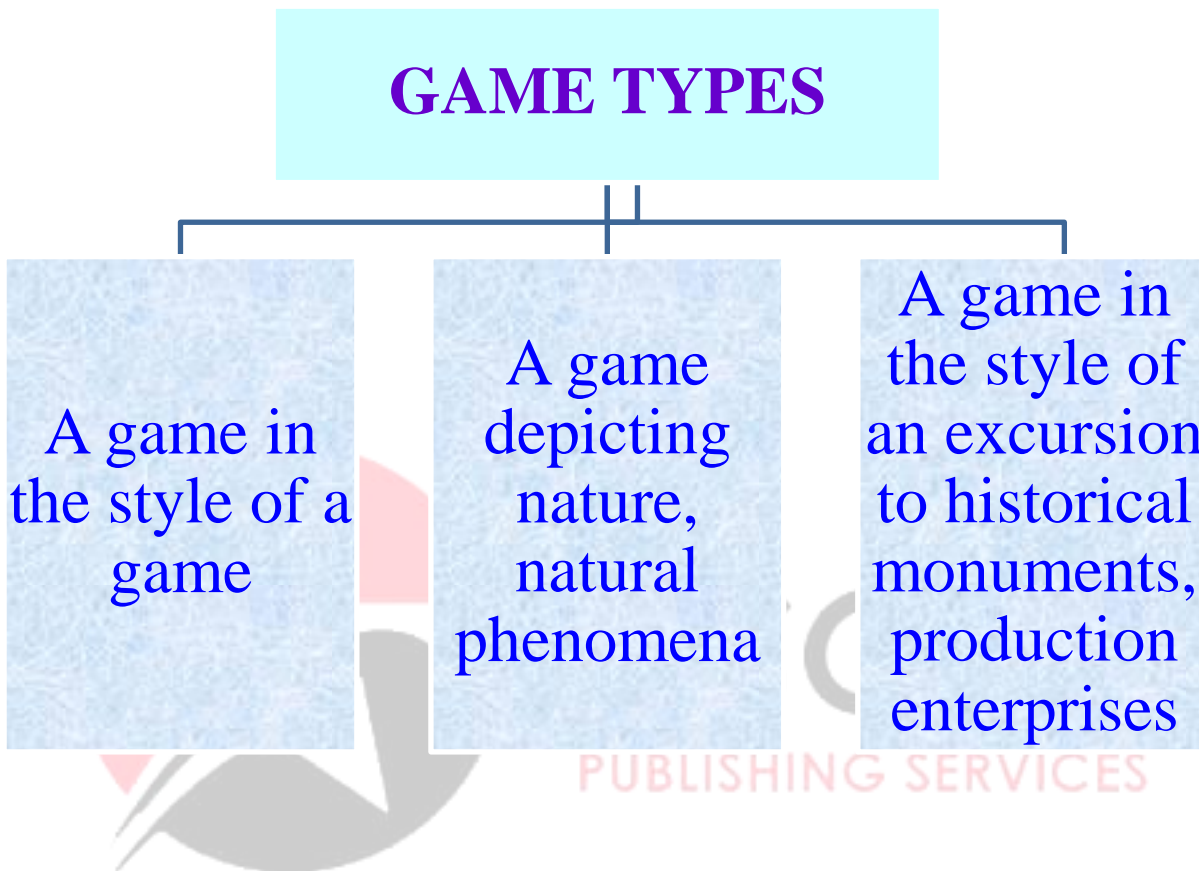 GAME TYPES
A game in
the style of a
game
A game
depicting
nature,
natural
phenomena
A game in
the style of
an excursion
to historical
monuments,
production
enterprises
PUBLISHING SERVICES